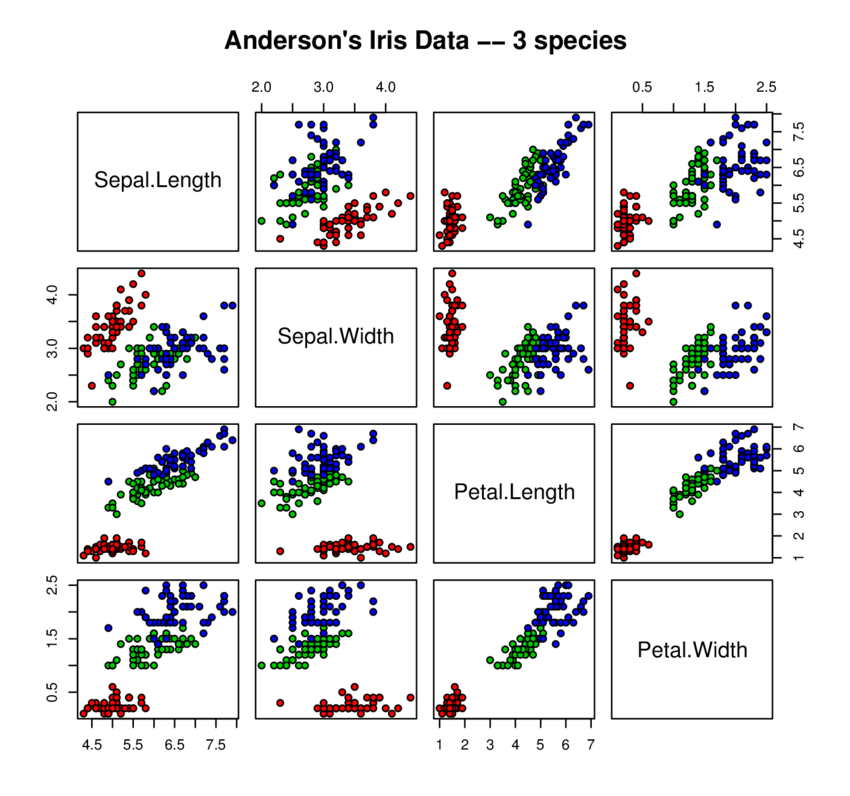 Anderson's Iris Data −− 3 species
2.0 3.0 4.0
0.5 1.5 2.5
Sepal.Length
4.5 5.5 6.5 7.5
2.0 3.0 4.0
Sepal.Width
Petal.Length
1 2 3 4 5 6 7
0.5 1.5 2.5
Petal.Width
4.5 5.5 6.5 7.5
1 2 3 4 5 6 7